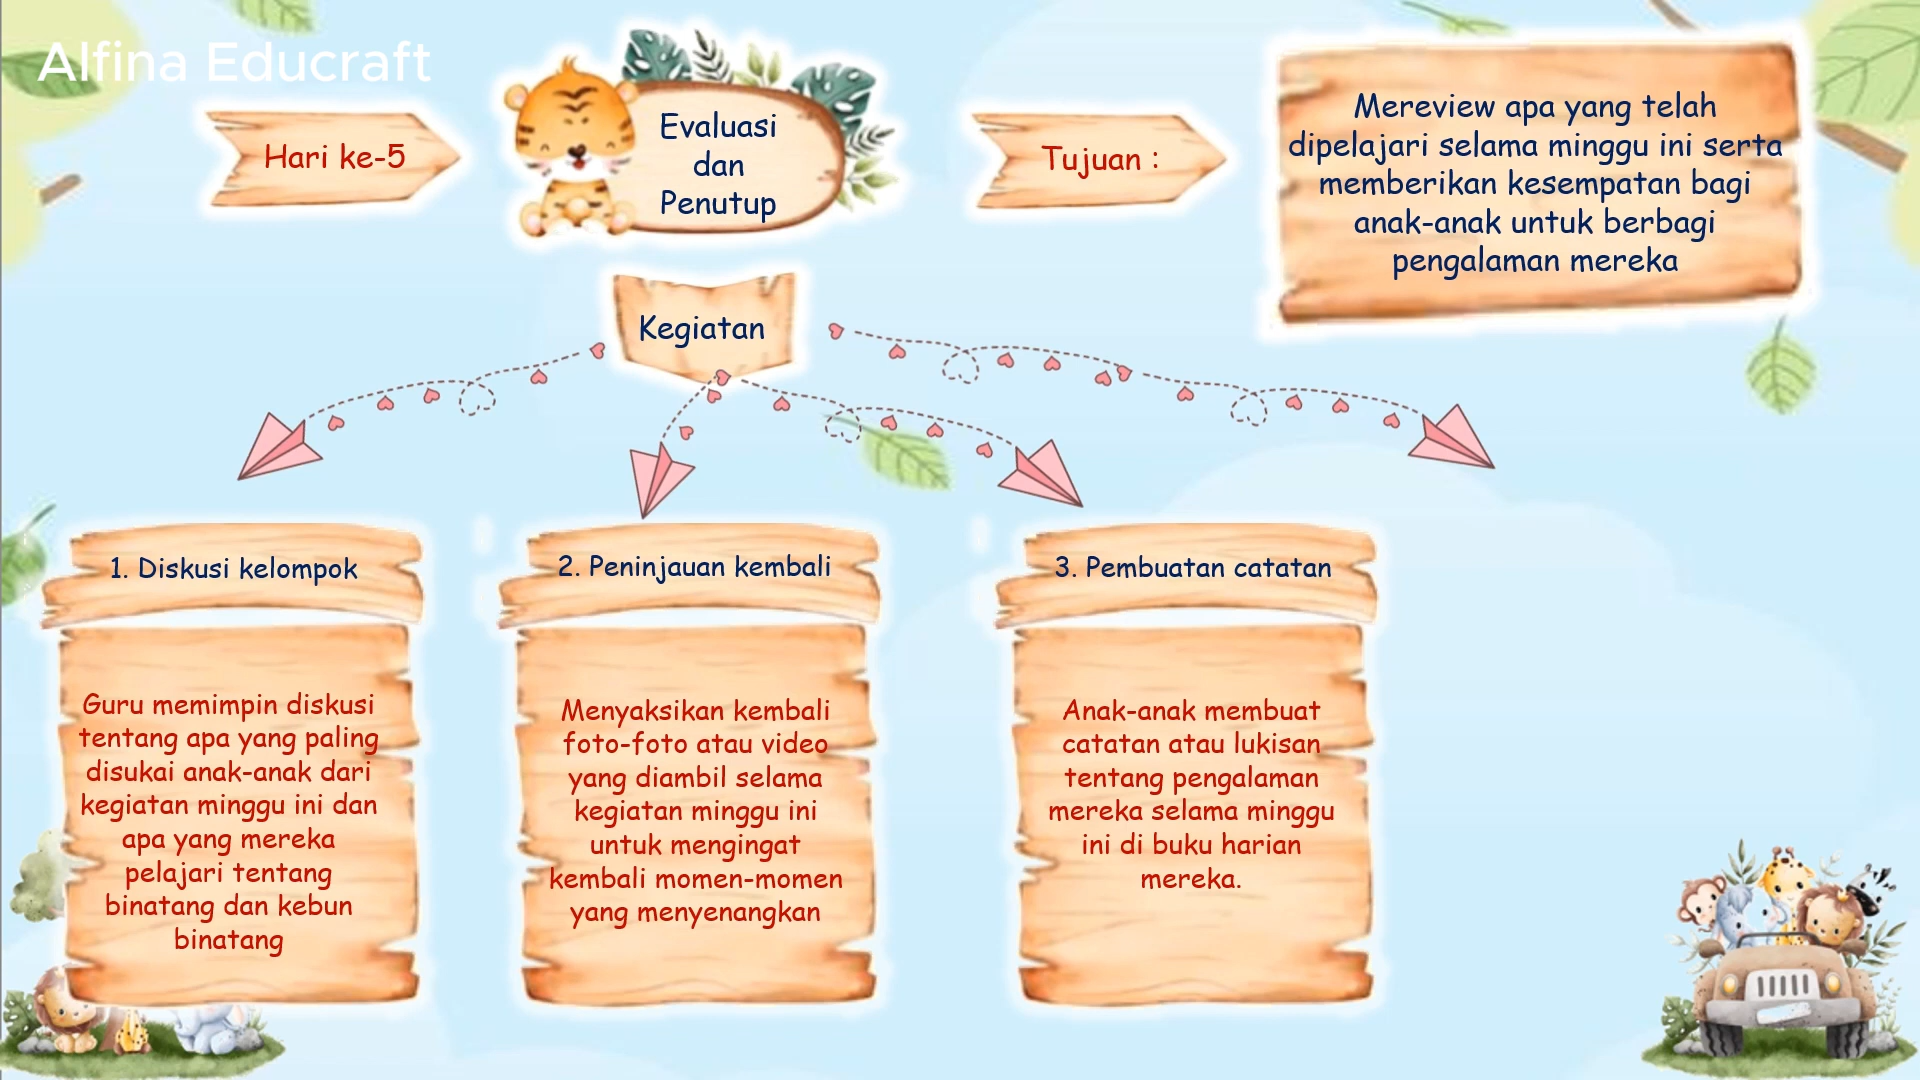 Alfina Educraft
Hari ke-5
Evaluasi
dan
Penutup
Tujuan :
Mereview apa yang telah
dipelajari selama minggu ini serta
memberikan kesempatan bagi
anak-anak untuk berbagi
pengalaman mereka
Kegiatan
1. Diskusi kelompok
Guru memimpin diskusi
tentang apa yang paling
disukai anak-anak dari
kegiatan minggu ini dan
apa yang mereka
pelajari tentang
binatang dan kebun
binatang
2. Peninjauan kembali
Menyaksikan kembali
foto-foto atau video
yang diambil selama
kegiatan minggu ini
untuk mengingat
kembali momen-momen
yang menyenangkan
3. Pembuatan catatan
Anak-anak membuat
catatan atau lukisan
tentang pengalaman
mereka selama minggu
ini di buku harian
mereka.